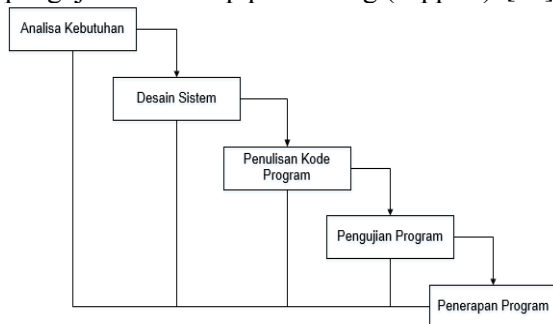 Analisa Kebutuhan
Desain Sistem
Penulisan Kode
Program
Pengujian Program
Penerapan Program